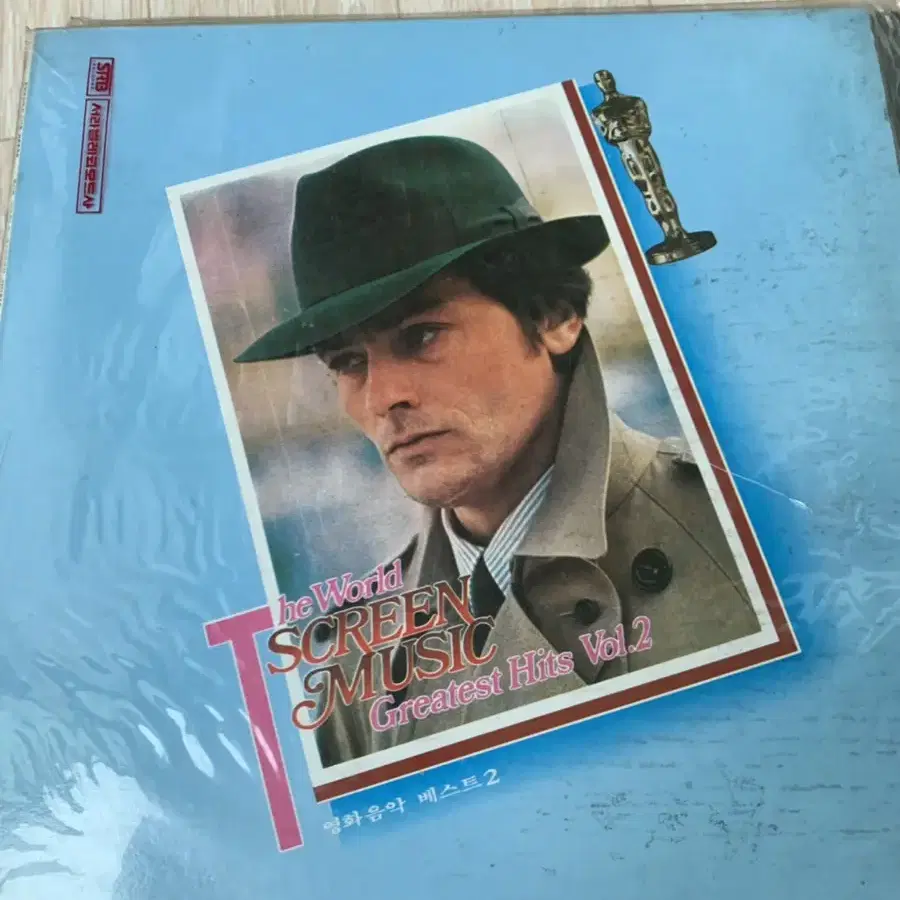 SRB
서라벌레코오드사
The World
SCREEN
MUSIC
Greatest Hits Vol.2
영화음악 베스트2